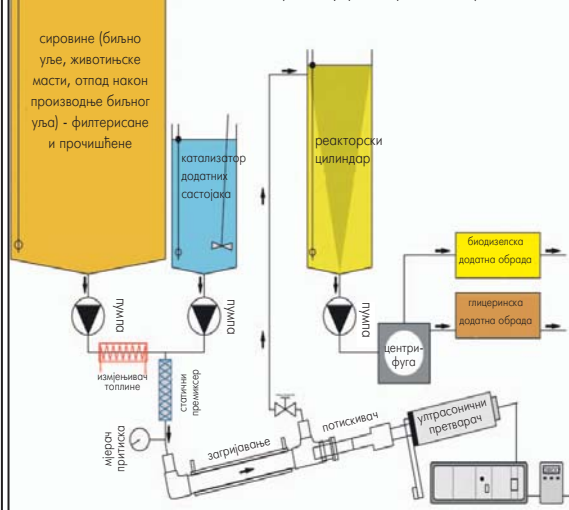 сировине (биљно
уље, животињске
масти, отпад након
производње биљног
уља) - филтерисане
и прочишћене
катализатор
додатних
састојака
реакторски
цилиндар
биодизелска
додатна обрада
глицеринска
додатна обрада
пумпа
пумпа
пумпа
центри-
фуга
измјењивач
топлине
статични
премиксер
мјерач
притиска
загријавање
потискивач
ултрасонични
претварач